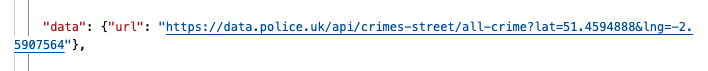 "data": {"url": "https://data.police.uk/api/crimes-street/all-crime?lat=51.4594888&lng=-2.
5907564"},